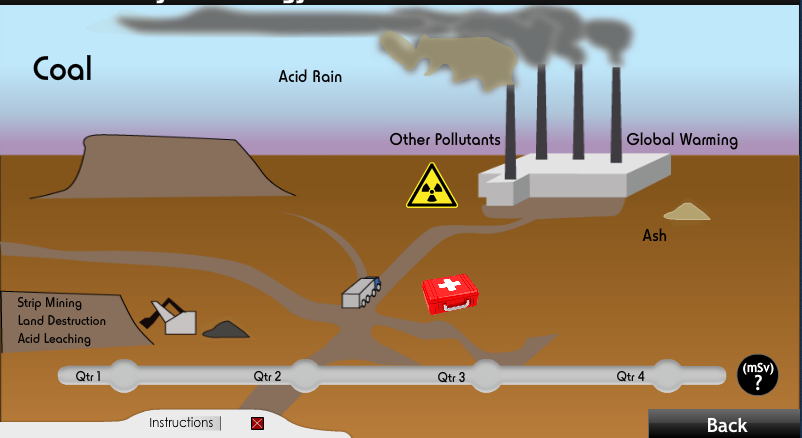 Coal
Acid Rain
Other Pollutants
Global Warming
Ash
Strip Mining
Land Destruction
Acid Leaching
Qtr 1
Qtr 2
Qtr 3
Qtr 4
(mSv)
?
Instructions
Back